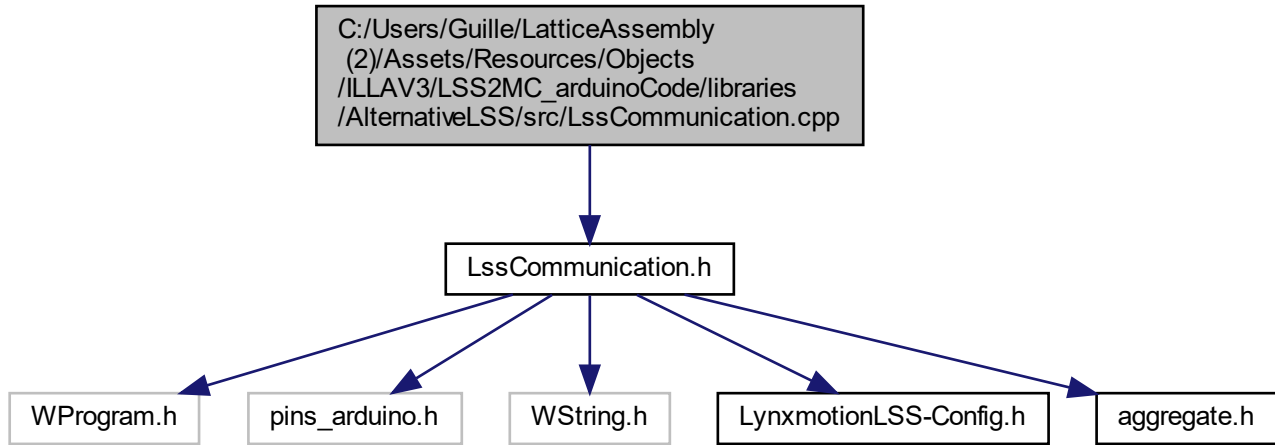 C:/Users/Guille/LatticeAssembly
(2)/Assets/Resources/Objects
/ILLAV3/LSS2MC_arduinoCode/libraries
/AlternativeLSS/src/LssCommunication.cpp
LssCommunication.h
WProgram.h
pins_arduino.h
WString.h
LynxmotionLSS-Config.h
aggregate.h